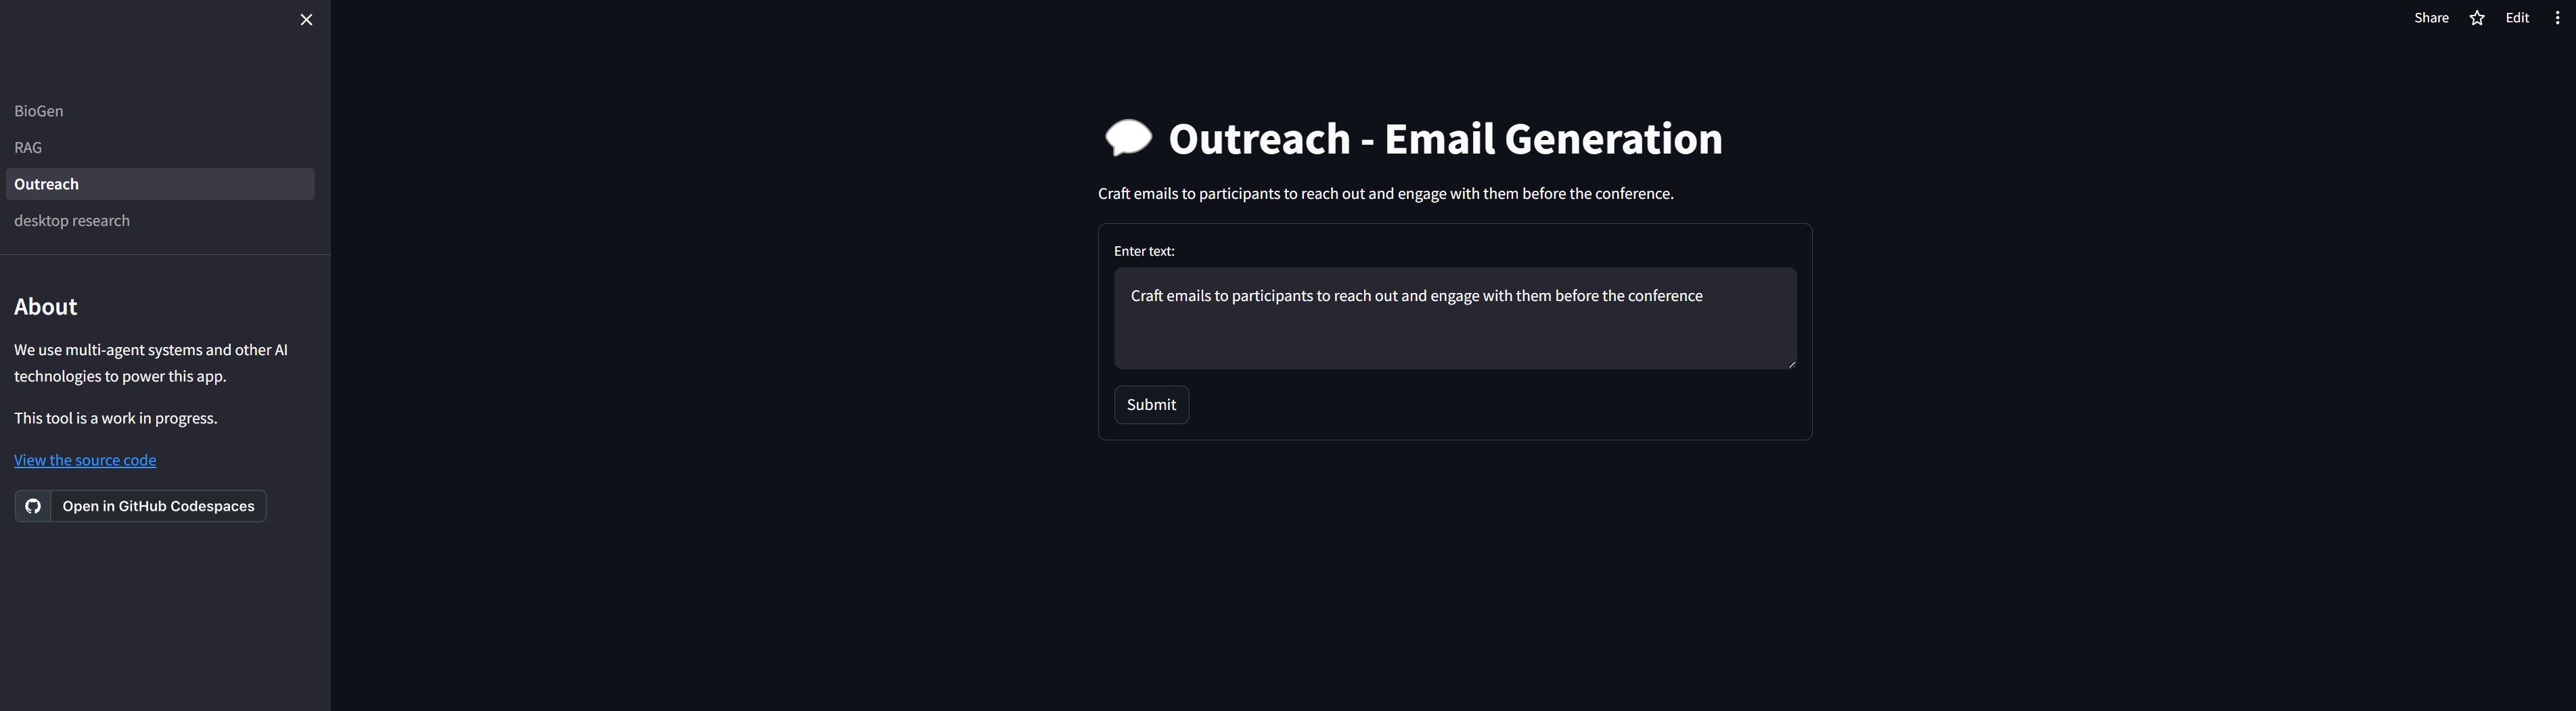 Share
Edit
BioGen
RAG
Outreach
desktop research
About
We use multi-agent systems and other AI
technologies to power this app.
This tool is a work in progress.
View the source code
Open in GitHub Codespaces
Outreach - Email Generation
Craft emails to participants to reach out and engage with them before the conference.
Enter text:
Craft emails to participants to reach out and engage with them before the conference
Submit